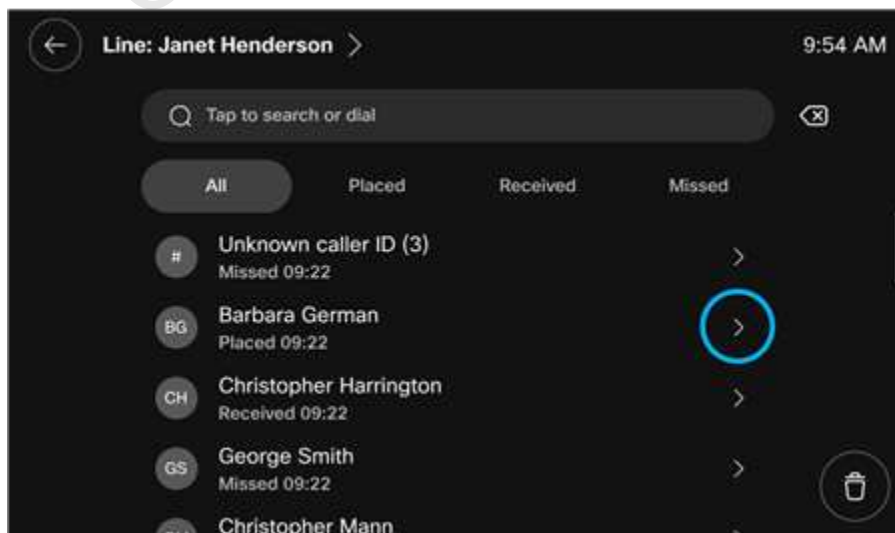 Line: Janet Henderson
9:54 AM
Tap to search or dial
All Placed Received Missed
#
Unknown caller ID (3)
Missed 09:22
BG
Barbara German
Placed 09:22
CH
Christopher Harrington
Received 09:22
GS
George Smith
Missed 09:22
Christopher Mann